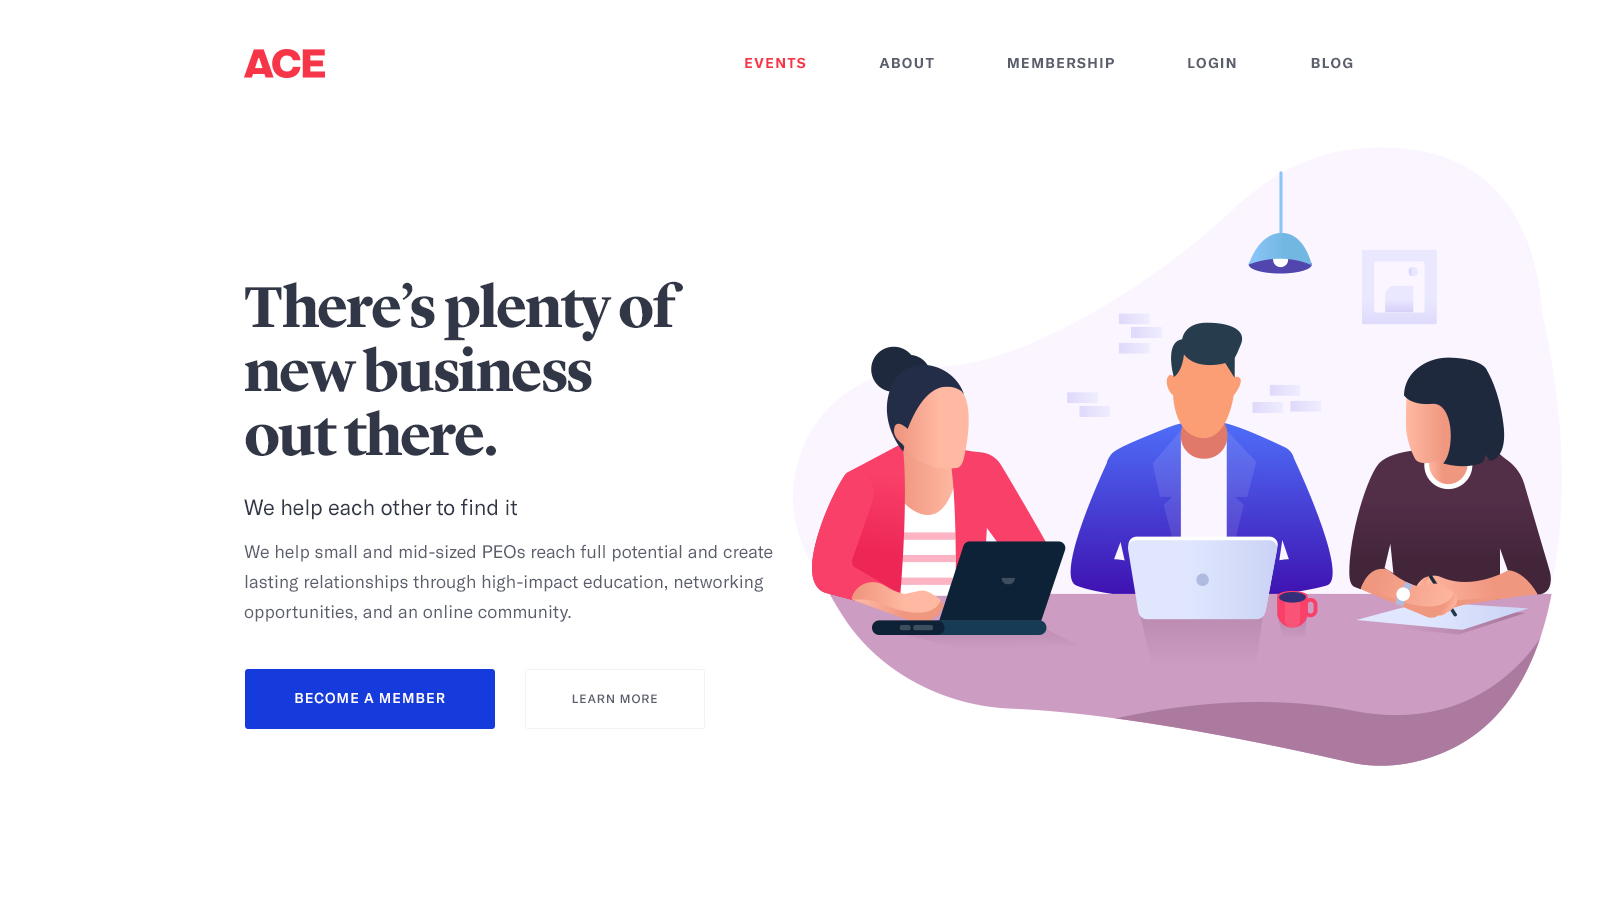 ACE
EVENTS
ABOUT
MEMBERSHIP
LOGIN
BLOG
There’s plenty of
new business
out there.
We help each other to find it
We help small and mid-sized PEOs reach full potential and create
lasting relationships through high-impact education, networking
opportunities, and an online community.
BECOME A MEMBER
LEARN MORE